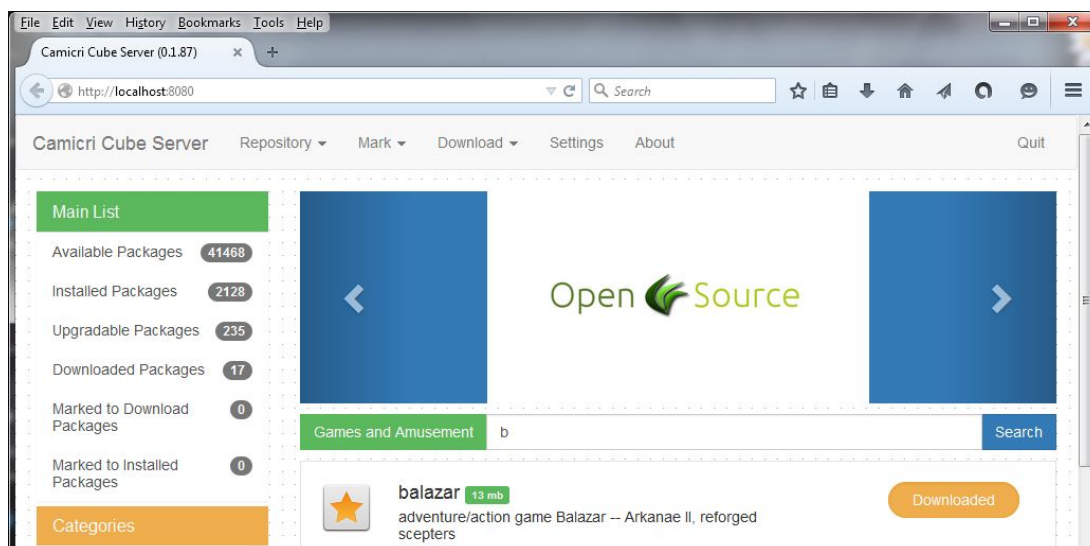 File Edit View History Bookmarks Tools Help
Camicri Cube Server (0.1.87)
http://localhost:8080
Search
Camicri Cube Server Repository Mark Download Settings About Quit
Main List
Available Packages 41468
Installed Packages 2128
Upgradable Packages 235
Downloaded Packages 17
Marked to Download 0
Packages
Marked to Installed 0
Packages
Categories
Open Source
Games and Amusement b Search
balazar 13 mb
adventure/action game Balazar -- Arkanae II, reforged
scepters
Downloaded